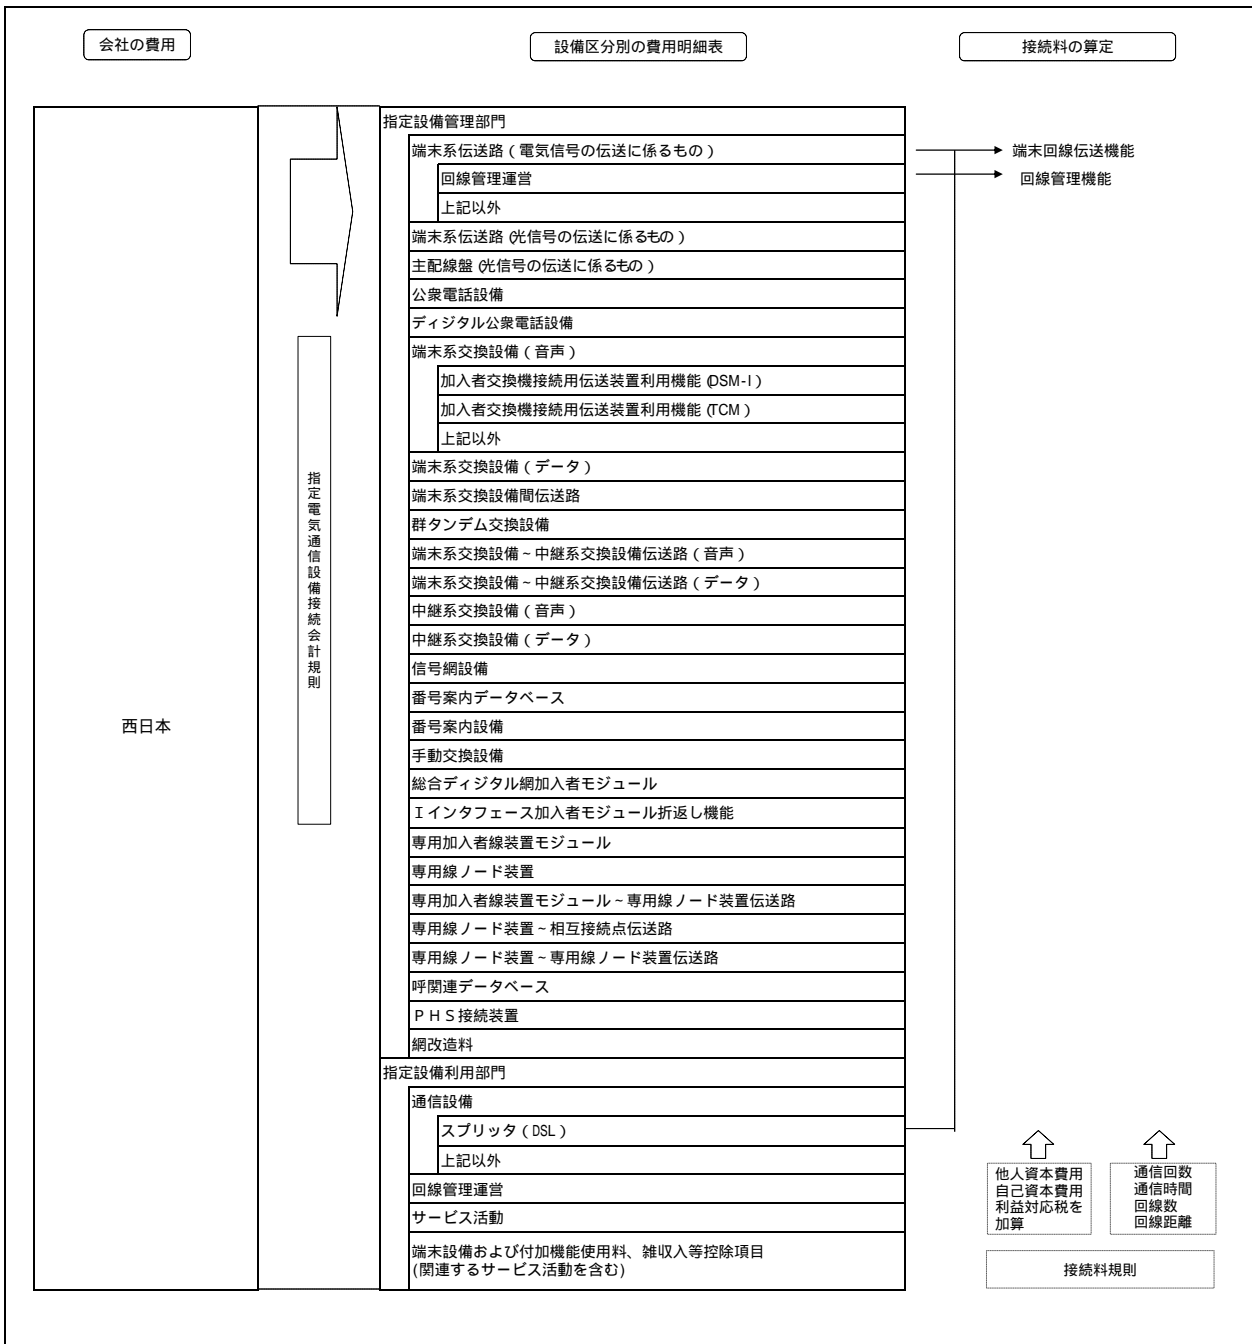 会社の費用
設備区分別の費用明細表
接続料の算定
西日本
指定電気通信設備接続会計規則
指定設備管理部門
端末系伝送路(電気信号の伝送に係るもの)
回線管理運営
上記以外
端末系伝送路(光信号の伝送に係るもの)
主配線盤(光信号の伝送に係るもの)
公衆電話設備
ディジタル公衆電話設備
端末系交換設備(音声)
加入者交換機接続用伝送装置利用機能(DSM-I)
加入者交換機接続用伝送装置利用機能(TCM)
上記以外
端末系交換設備(データ)
端末系交換設備間伝送路
群タンデム交換設備
端末系交換設備~中継系交換設備伝送路(音声)
端末系交換設備~中継系交換設備伝送路(データ)
中継系交換設備(音声)
中継系交換設備(データ)
信号網設備
番号案内データベース
番号案内設備
手動交換設備
総合ディジタル網加入者モジュール
Iインタフェース加入者モジュール折返し機能
専用加入者線装置モジュール
専用線ノード装置
専用加入者線装置モジュール~専用線ノード装置伝送路
専用線ノード装置~相互接続点伝送路
専用線ノード装置~専用線ノード装置伝送路
呼関連データベース
PHS接続装置
網改造料
指定設備利用部門
通信設備
スプリッタ(DSL)
上記以外
回線管理運営
サービス活動
端末設備および付加機能使用料、雑収入等控除項目
(関連するサービス活動を含む)
端末回線伝送機能
回線管理機能
他人資本費用
自己資本費用
利益対応税を
加算
通信回数
通信時間
回線数
回線距離
接続料規則